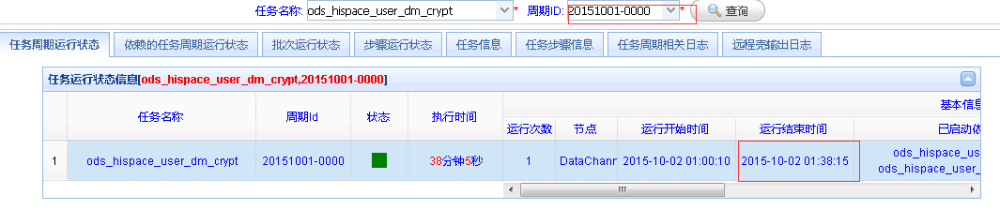 任务名称: ods_hispace_user_dm_crypt * 周期ID: 20151001-0000 * 查询
任务周期运行状态 依赖的任务周期运行状态 批次运行状态 步骤运行状态 任务信息 任务步骤信息 任务周期相关日志 远程壳输出日志
任务运行状态信息[ods_hispace_user_dm_crypt,20151001-0000]
基本信息
任务名称 周期Id 状态 执行时间
运行次数 节点 运行开始时间 运行结束时间 已启动依
1 ods_hispace_user_dm_crypt 20151001-0000 38分钟5秒 1 DataChanr 2015-10-02 01:00:10 2015-10-02 01:38:15 ods_hispace_us
ods_hispace_user_